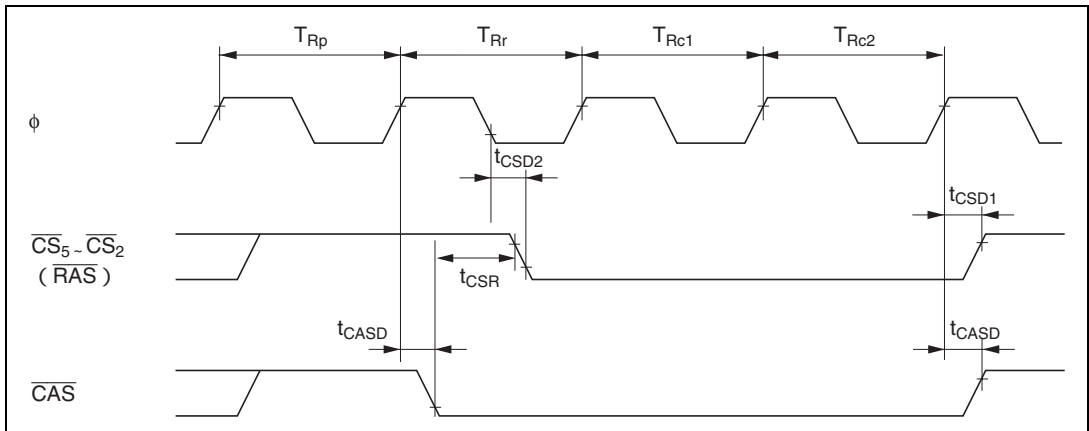 TRp TRr TRc1 TRc2
φ
tCSD2
tCSD1
CS5 ~ CS2
( RAS )
tCSR
tCASD tCASD
CAS